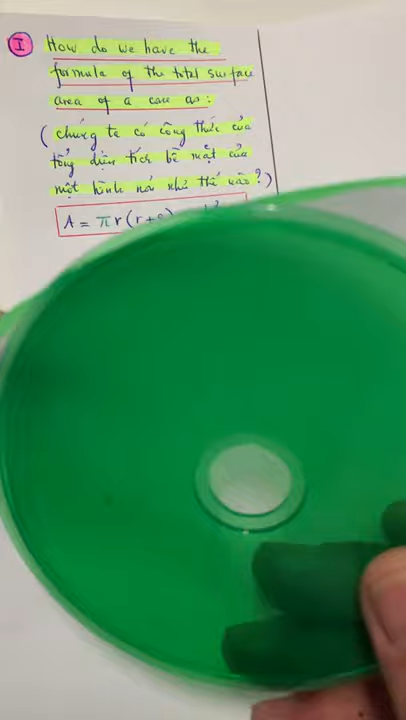 I How do we have the
formula of the total surface
area of a cone as:
(chúng ta có công thức của
tổng diện tích bề mặt của
một hình nón như thế nào?)
A = πr(r+